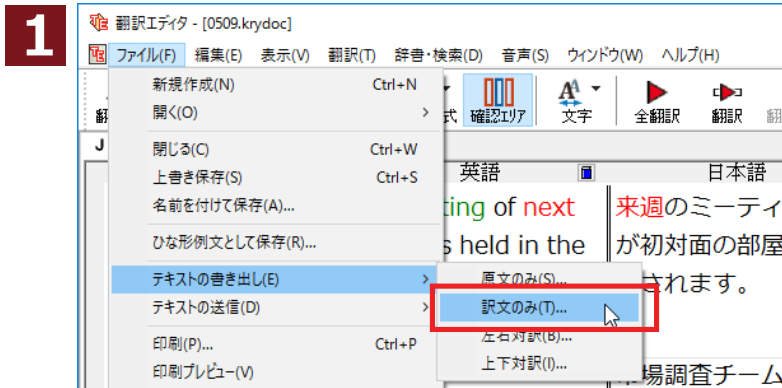 1
翻訳エディタ - [0509.krydoc]
ファイル(F) 編集(E) 表示(V) 翻訳(T) 辞書・検索(D) 音声(S) ウインドウ(W) ヘルプ(H)
新規作成(N) Ctrl+N
開く(O) >
閉じる(C) Ctrl+W
上書き保存(S) Ctrl+S
名前を付けて保存(A)...
ひな形例文として保存(R)...
テキストの書き出し(E) >
テキストの送信(D) >
印刷(P)... Ctrl+P
印刷プレビュー(V)
原文のみ(S)...
訳文のみ(T)...
左右対訳(B)...
上下対訳(I)...
式 確認エリア 文字 全翻訳 翻訳
J
英語 日本語
ting of next
held in the
来週のミーティ
が初対面の部屋
されます。
場調査チーム